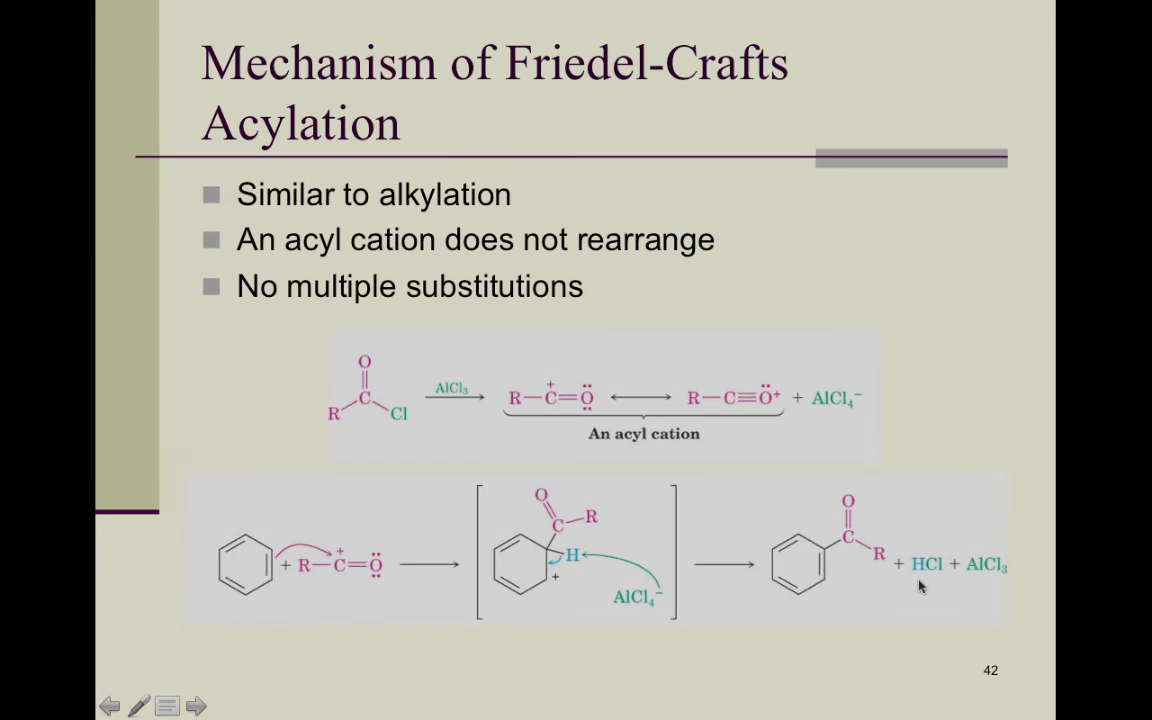 Mechanism of Friedel-Crafts
Acylation
Similar to alkylation
An acyl cation does not rearrange
No multiple substitutions
O
R C Cl
AlCl₃
R—C⁺=Ö ⟷ R—C≡Ö⁺ + AlCl₄⁻
An acyl cation
+ R—C⁺=Ö
O
C—R
H
+
AlCl₄⁻
O
C
R
+ HCl + AlCl₃
42